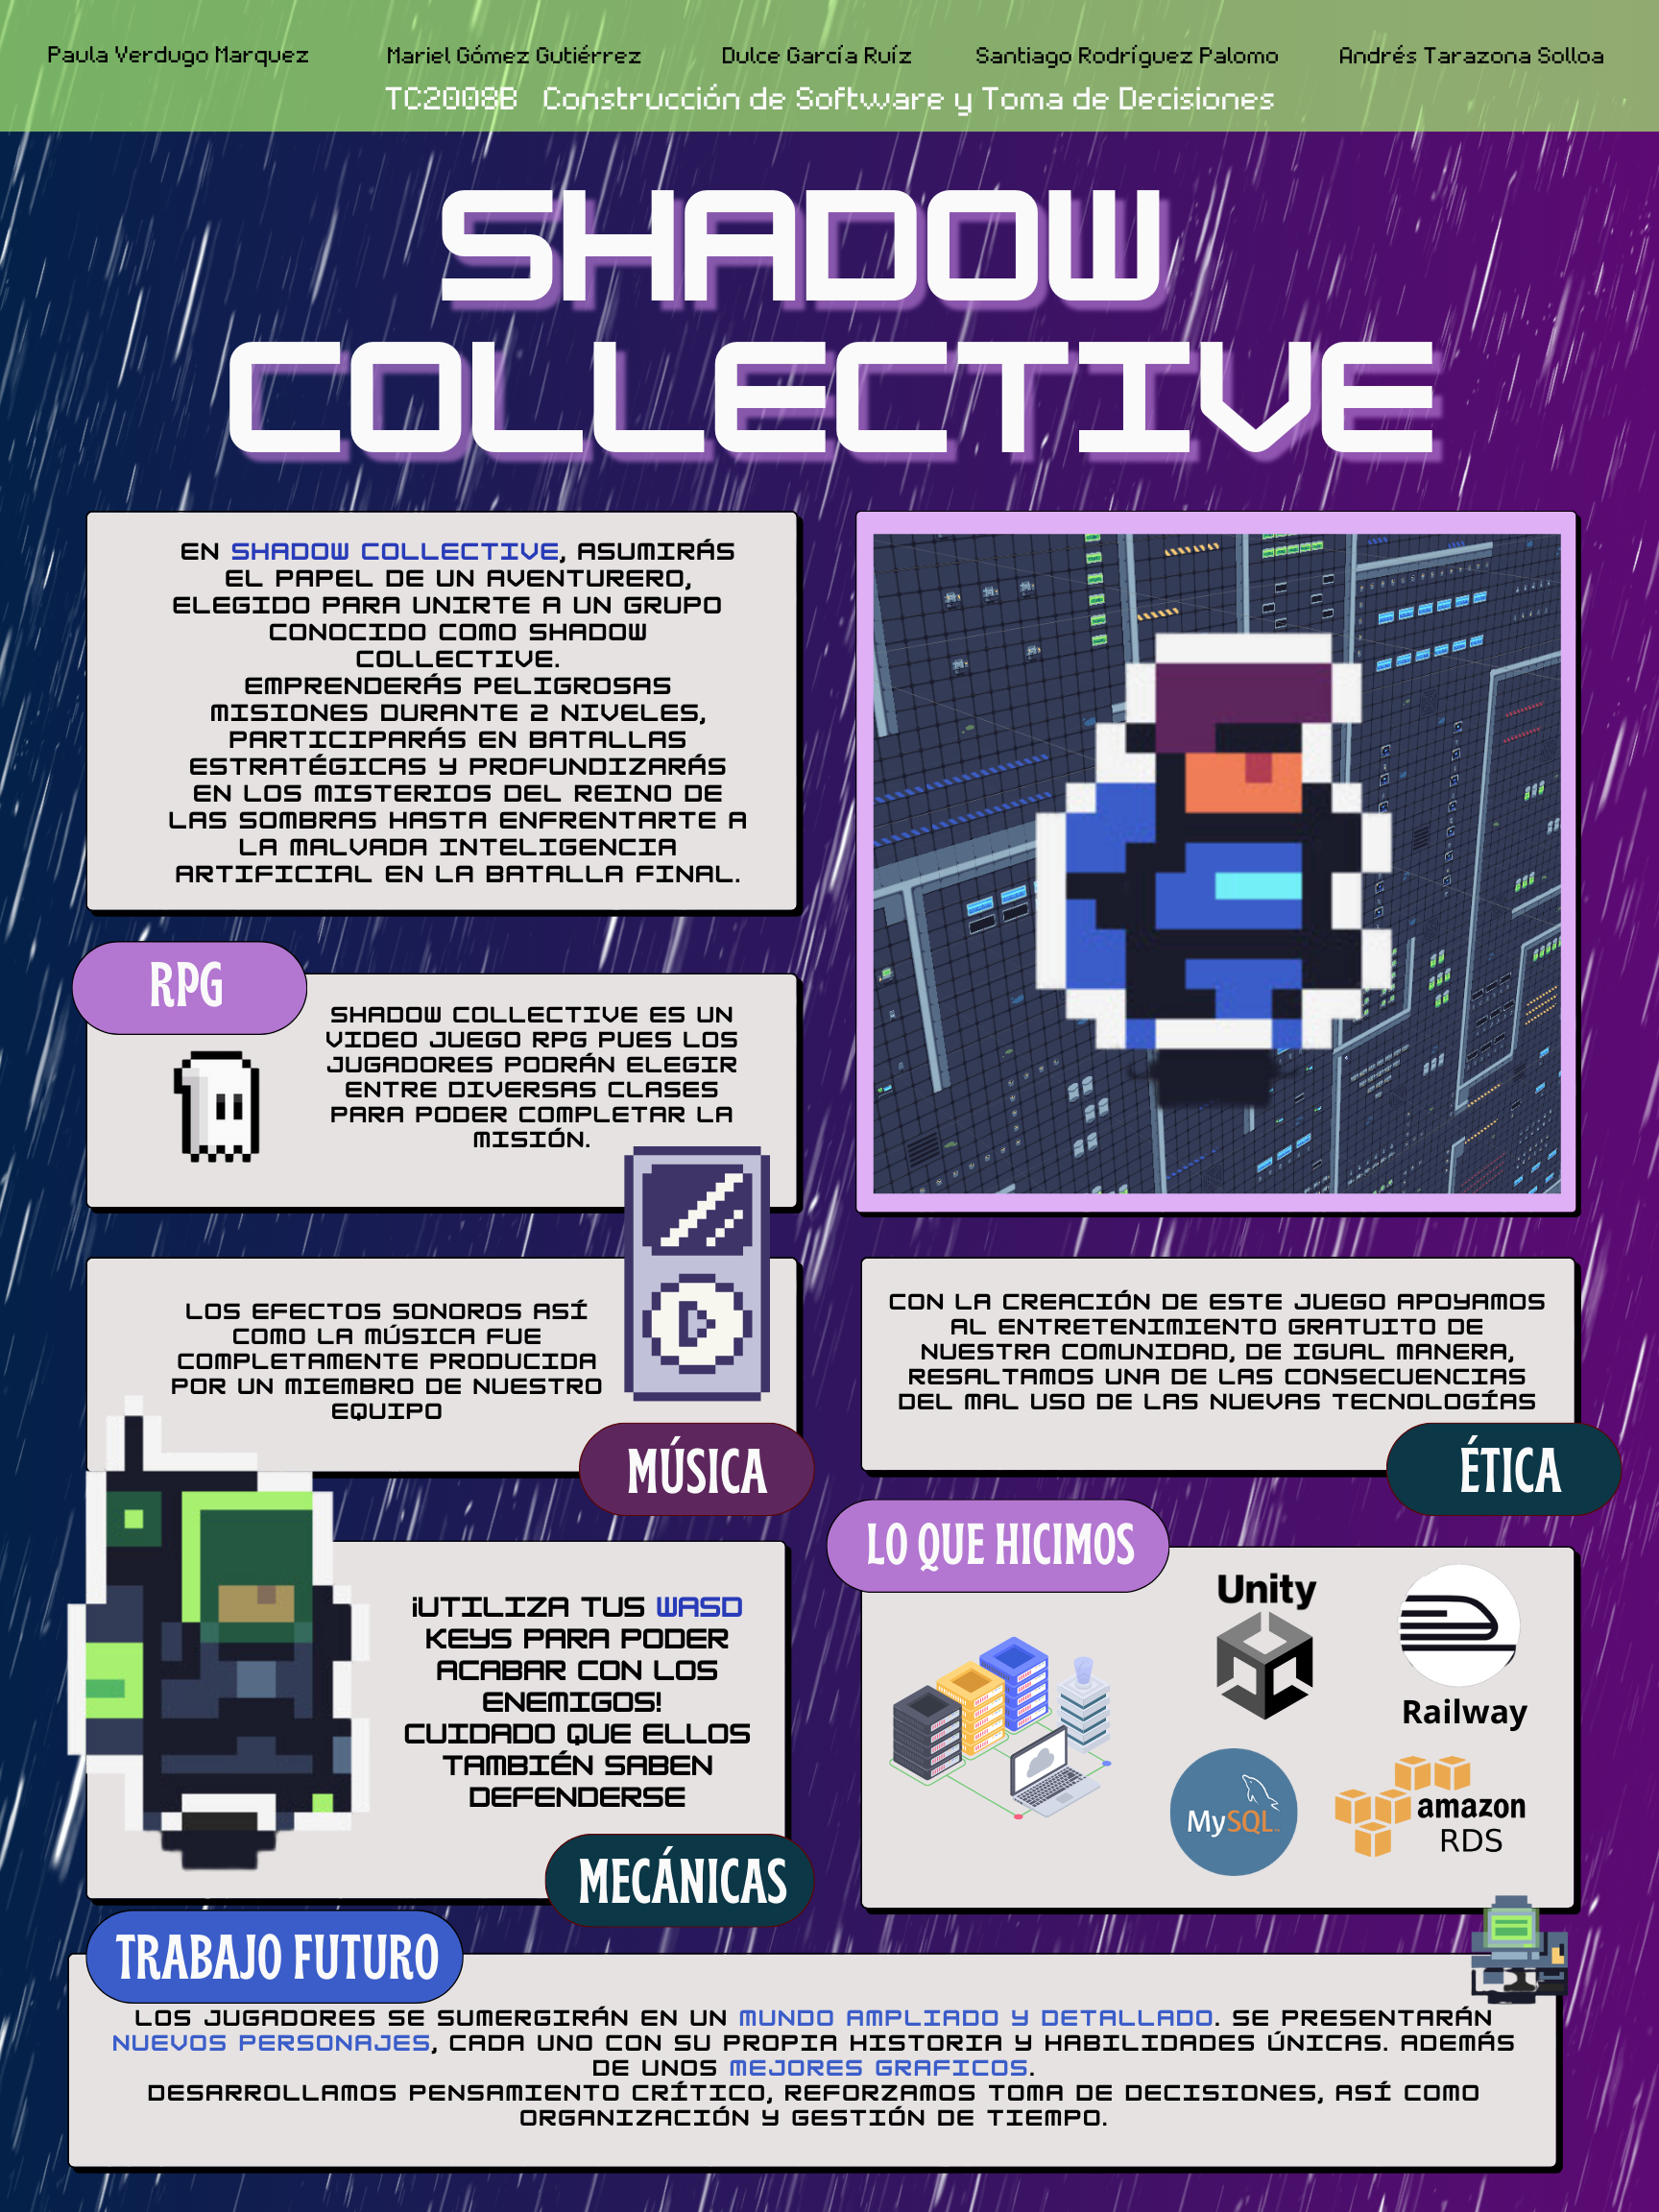 Paula Verdugo Marquez
Mariel Gómez Gutiérrez
Dulce García Ruíz
Santiago Rodríguez Palomo
Andrés Tarazona Solloa
TC2008B Construcción de Software y Toma de Decisiones
SHADOW
COLLECTIVE
EN SHADOW COLLECTIVE, ASUMIRÁS
EL PAPEL DE UN AVENTURERO,
ELEGIDO PARA UNIRTE A UN GRUPO
CONOCIDO COMO SHADOW
COLLECTIVE.
EMPRENDERÁS PELIGROSAS
MISIONES DURANTE 2 NIVELES,
PARTICIPARÁS EN BATALLAS
ESTRATÉGICAS Y PROFUNDIZARÁS
EN LOS MISTERIOS DEL REINO DE
LAS SOMBRAS HASTA ENFRENTARTE A
LA MALVADA INTELIGENCIA
ARTIFICIAL EN LA BATALLA FINAL.
RPG
SHADOW COLLECTIVE ES UN
VIDEO JUEGO RPG PUES LOS
JUGADORES PODRÁN ELEGIR
ENTRE DIVERSAS CLASES
PARA PODER COMPLETAR LA
MISIÓN.
LOS EFECTOS SONOROS ASÍ
COMO LA MÚSICA FUE
COMPLETAMENTE PRODUCIDA
POR UN MIEMBRO DE NUESTRO
EQUIPO
MÚSICA
CON LA CREACIÓN DE ESTE JUEGO APOYAMOS
AL ENTRETENIMIENTO GRATUITO DE
NUESTRA COMUNIDAD, DE IGUAL MANERA,
RESALTAMOS UNA DE LAS CONSECUENCIAS
DEL MAL USO DE LAS NUEVAS TECNOLOGÍAS
ÉTICA
¡UTILIZA TUS WASD
KEYS PARA PODER
ACABAR CON LOS
ENEMIGOS!
CUIDADO QUE ELLOS
TAMBIÉN SABEN
DEFENDERSE
MECÁNICAS
LO QUE HICIMOS
Unity
Railway
MySQL
amazon
RDS
TRABAJO FUTURO
LOS JUGADORES SE SUMERGIRÁN EN UN MUNDO AMPLIADO Y DETALLADO. SE PRESENTARÁN
NUEVOS PERSONAJES, CADA UNO CON SU PROPIA HISTORIA Y HABILIDADES ÚNICAS. ADEMÁS
DE UNOS MEJORES GRAFICOS.
DESARROLLAMOS PENSAMIENTO CRÍTICO, REFORZAMOS TOMA DE DECISIONES, ASÍ COMO
ORGANIZACIÓN Y GESTIÓN DE TIEMPO.